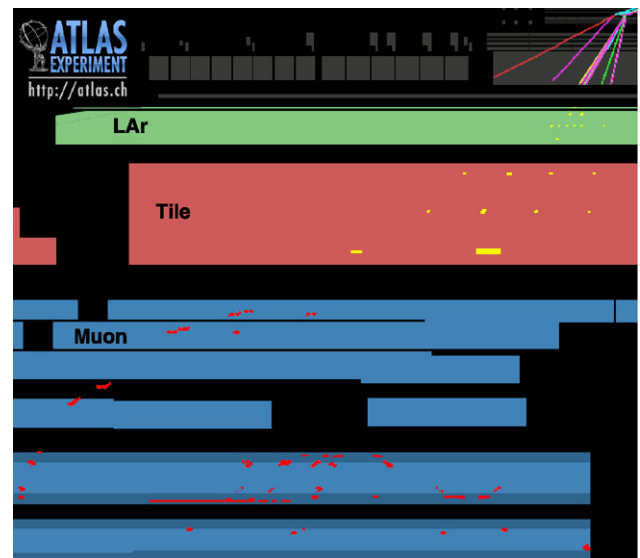 ATLAS
EXPERIMENT
http://atlas.ch
LAr
Tile
Muon